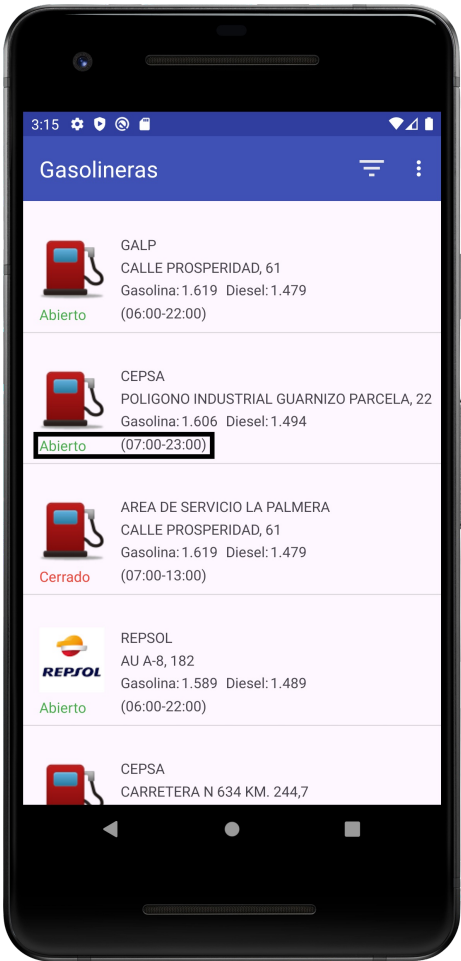 3:15
Gasolineras
GALP
CALLE PROSPERIDAD, 61
Gasolina: 1.619 Diesel: 1.479
Abierto (06:00-22:00)
CEPSA
POLIGONO INDUSTRIAL GUARNIZO PARCELA, 22
Gasolina: 1.606 Diesel: 1.494
Abierto (07:00-23:00)
AREA DE SERVICIO LA PALMERA
CALLE PROSPERIDAD, 61
Gasolina: 1.619 Diesel: 1.479
Cerrado (07:00-13:00)
REPSOL
AU A-8, 182
REPSOL Gasolina: 1.589 Diesel: 1.489
Abierto (06:00-22:00)
CEPSA
CARRETERA N 634 KM. 244,7